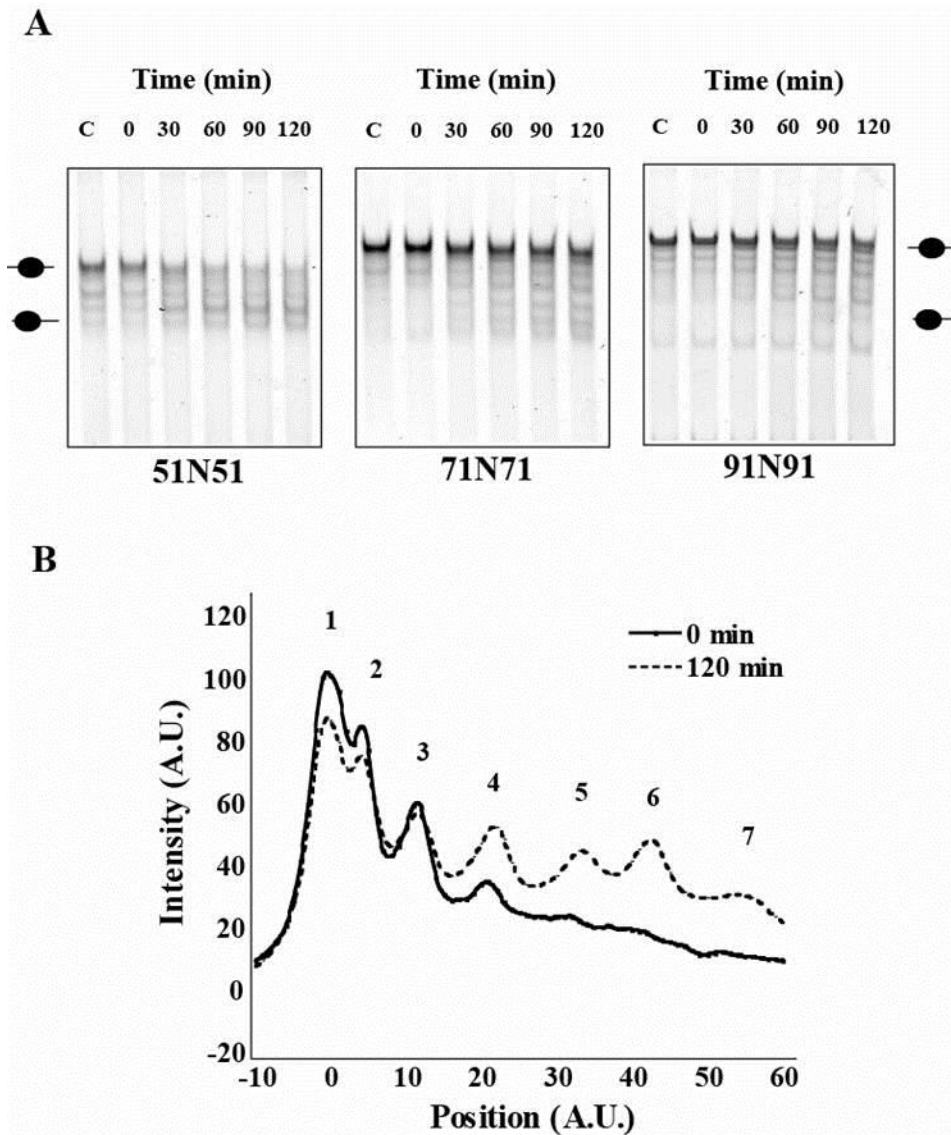 A
Time (min) Time (min) Time (min)
C 0 30 60 90 120 C 0 30 60 90 120 C 0 30 60 90 120
51N51 71N71 91N91
B
120
100
80
60
40
20
0
-20
Intensity (A.U.)
1
2
3
4
5
6
7
0 min
120 min
-10 0 10 20 30 40 50 60
Position (A.U.)